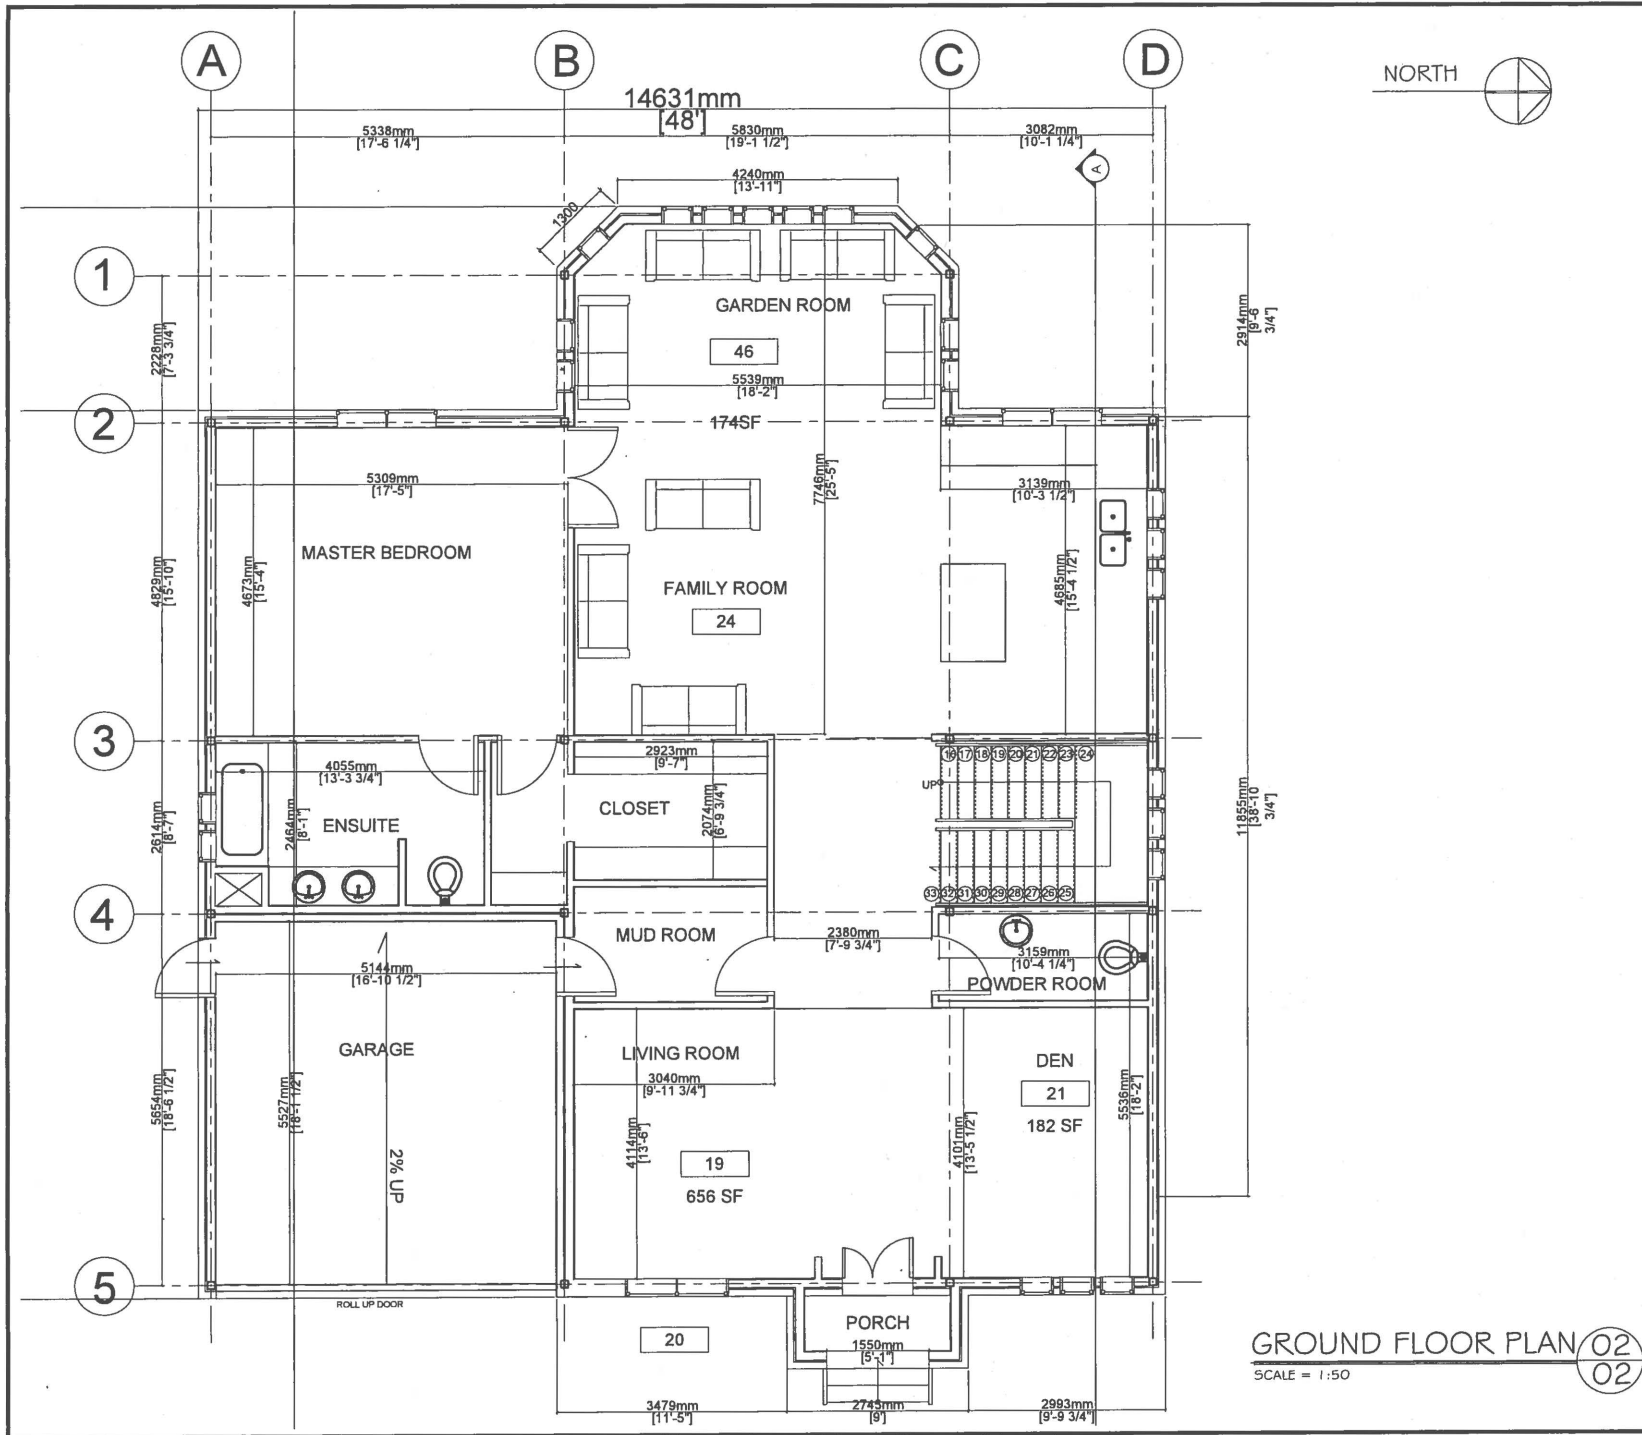 A
B
C
D
NORTH
14631mm
[48']
5338mm
[17'-6 1/4"]
5830mm
[19'-1 1/2"]
3082mm
[10'-1 1/4"]
A
4240mm
[13'-11"]
1300
1
GARDEN ROOM
46
2228mm
[7'-3 3/4"]
2914mm
[9'-6
3/4"]
5539mm
[18'-2"]
2
174SF
5309mm
[17'-5"]
7746mm
[25'-5"]
3139mm
[10'-3 1/2"]
MASTER BEDROOM
4829mm
[15'-10"]
4673mm
[15'-4"]
FAMILY ROOM
24
4685mm
[15'-4 1/2"]
3
2923mm
[9'-7"]
16 17 18 19 20 21 22 23 24
4055mm
[13'-3 3/4"]
UP
CLOSET
2074mm
[6'-9 3/4"]
ENSUITE
2614mm
[8'-7"]
2464mm
[8'-1"]
11855mm
[38'-10
3/4"]
33 32 31 30 29 28 27 26 25
4
MUD ROOM
2380mm
[7'-9 3/4"]
3159mm
[10'-4 1/4"]
5144mm
[16'-10 1/2"]
POWDER ROOM
GARAGE
LIVING ROOM
DEN
3040mm
[9'-11 3/4"]
21
182 SF
5654mm
[18'-6 1/2"]
5527mm
[18'-1 1/2"]
5536mm
[18'-2"]
4114mm
[13'-6"]
4101mm
[13'-5 1/2"]
2% UP
19
656 SF
5
ROLL UP DOOR
PORCH
20
1550mm
[5'-1"]
GROUND FLOOR PLAN
02
02
SCALE = 1:50
3479mm
[11'-5"]
2745mm
[9']
2993mm
[9'-9 3/4"]